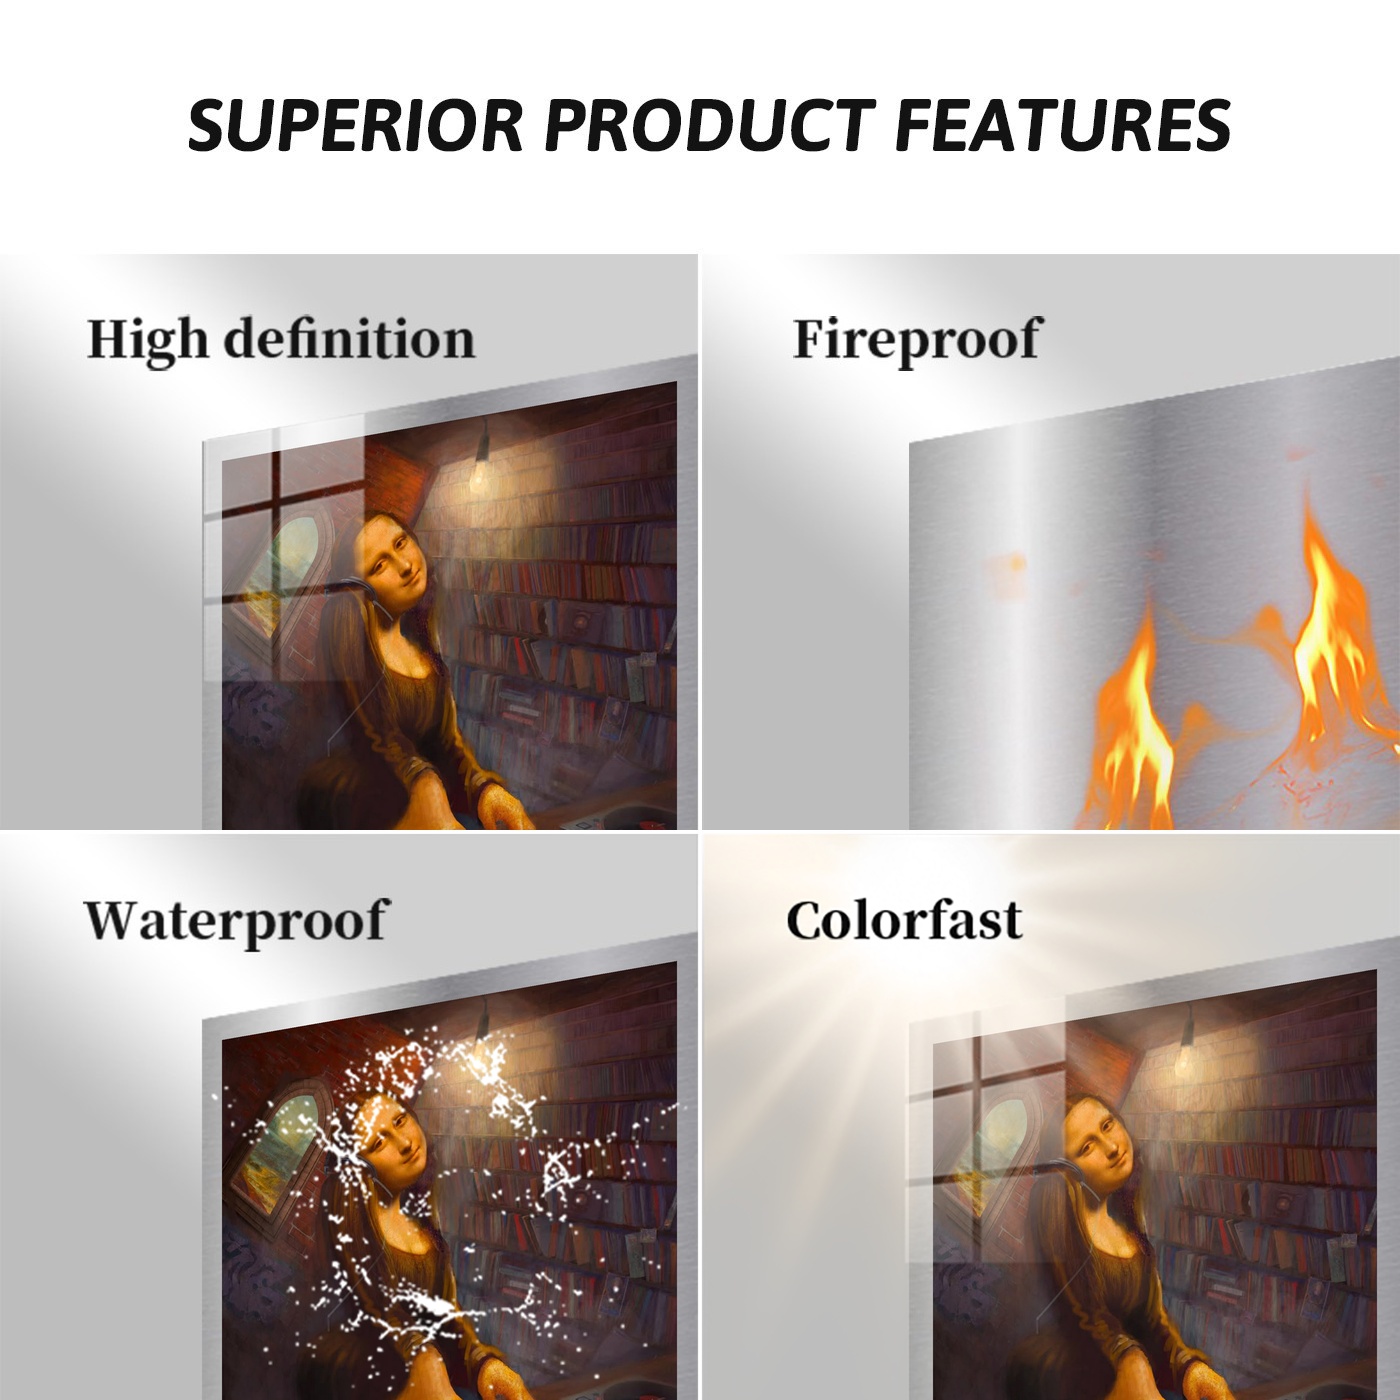 SUPERIOR PRODUCT FEATURES
High definition
Fireproof
Waterproof
Colorfast